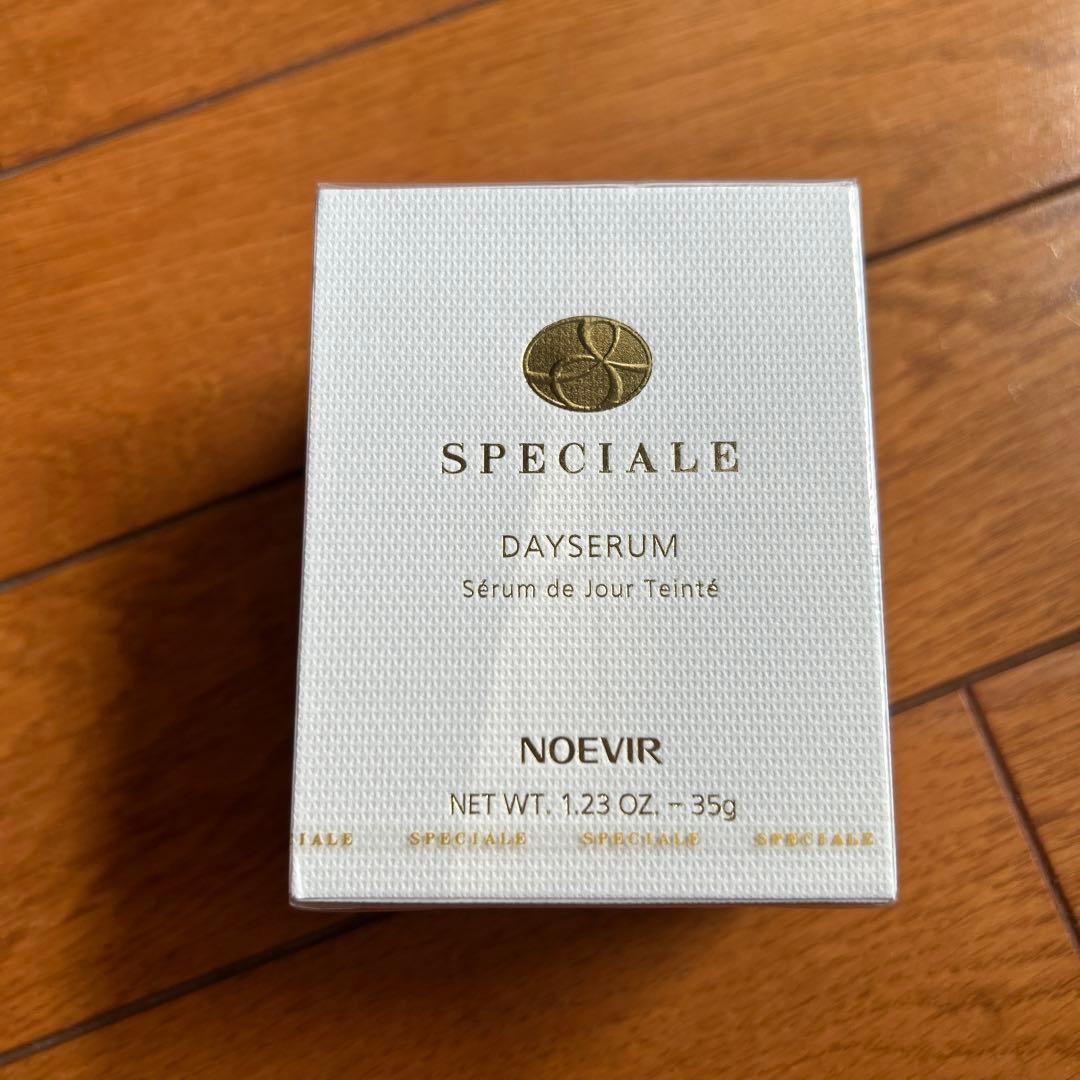 SPECIALE
DAYSERUM
Sérum de Jour Teinté
NOEVIR
NET WT. 1.23 OZ. – 35g
IALE SPECIALE SPECIALE SPECIALE